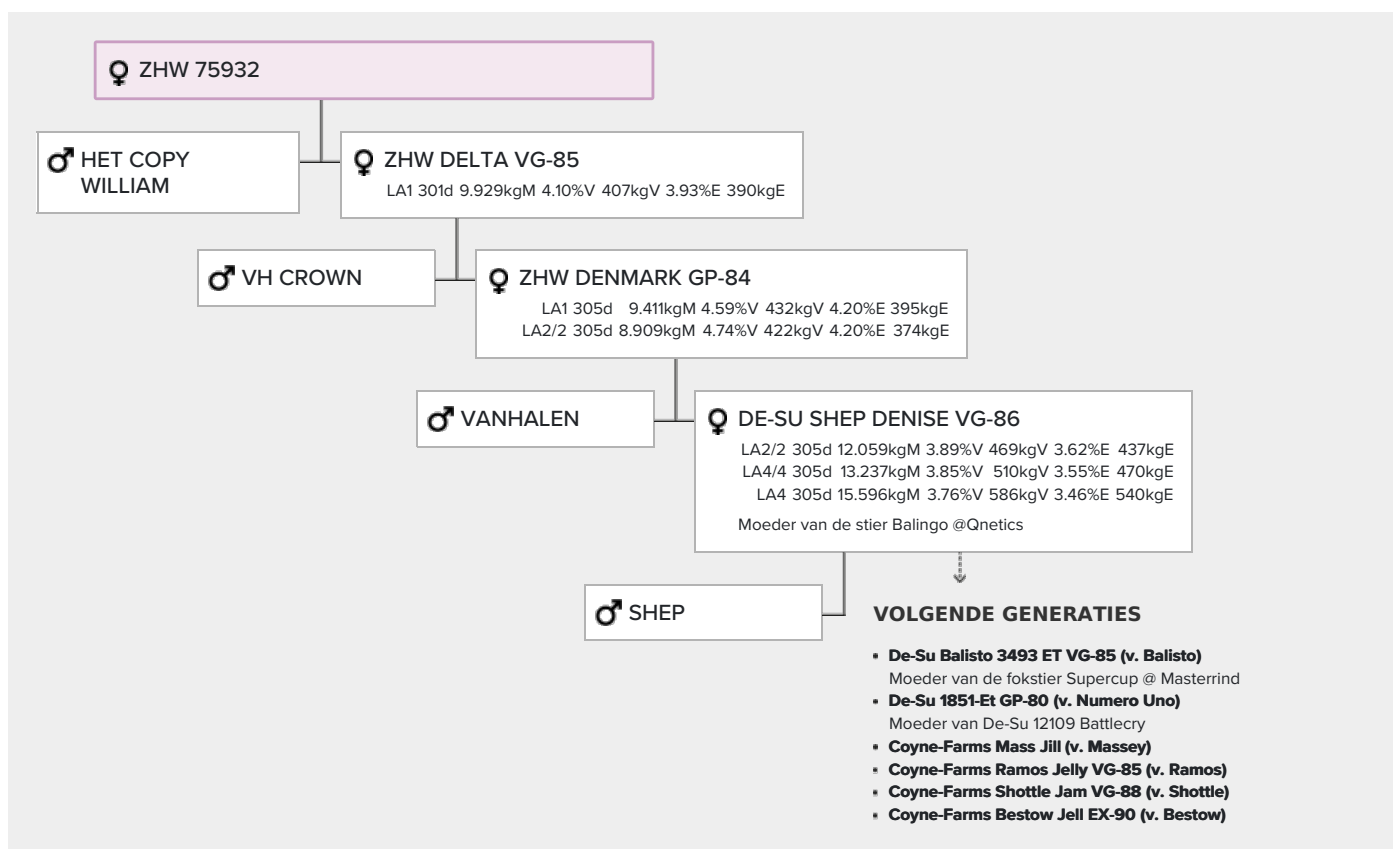 ZHW 75932
HET COPY
WILLIAM
ZHW DELTA VG-85
LA1 301d 9.929kgM 4.10%V 407kgV 3.93%E 390kgE
VH CROWN
ZHW DENMARK GP-84
LA1 305d 9.411kgM 4.59%V 432kgV 4.20%E 395kgE
LA2/2 305d 8.909kgM 4.74%V 422kgV 4.20%E 374kgE
VANHALEN
DE-SU SHEP DENISE VG-86
LA2/2 305d 12.059kgM 3.89%V 469kgV 3.62%E 437kgE
LA4/4 305d 13.237kgM 3.85%V 510kgV 3.55%E 470kgE
LA4 305d 15.596kgM 3.76%V 586kgV 3.46%E 540kgE
Moeder van de stier Balingo @Qnetics
SHEP
VOLGENDE GENERATIES
▪ De-Su Balisto 3493 ET VG-85 (v. Balisto)
Moeder van de fokstier Supercup @ Masterrind
▪ De-Su 1851-Et GP-80 (v. Numero Uno)
Moeder van De-Su 12109 Battlecry
▪ Coyne-Farms Mass Jill (v. Massey)
▪ Coyne-Farms Ramos Jelly VG-85 (v. Ramos)
▪ Coyne-Farms Shottle Jam VG-88 (v. Shottle)
▪ Coyne-Farms Bestow Jell EX-90 (v. Bestow)